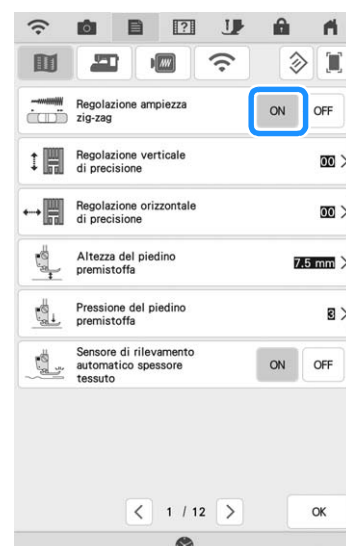 Regolazione ampiezza
zig-zag
ON OFF
Regolazione verticale
di precisione
00
Regolazione orizzontale
di precisione
00
Altezza del piedino
premistoffa
7.5 mm
Pressione del piedino
premistoffa
3
Sensore di rilevamento
automatico spessore
tessuto
ON OFF
1 / 12
OK